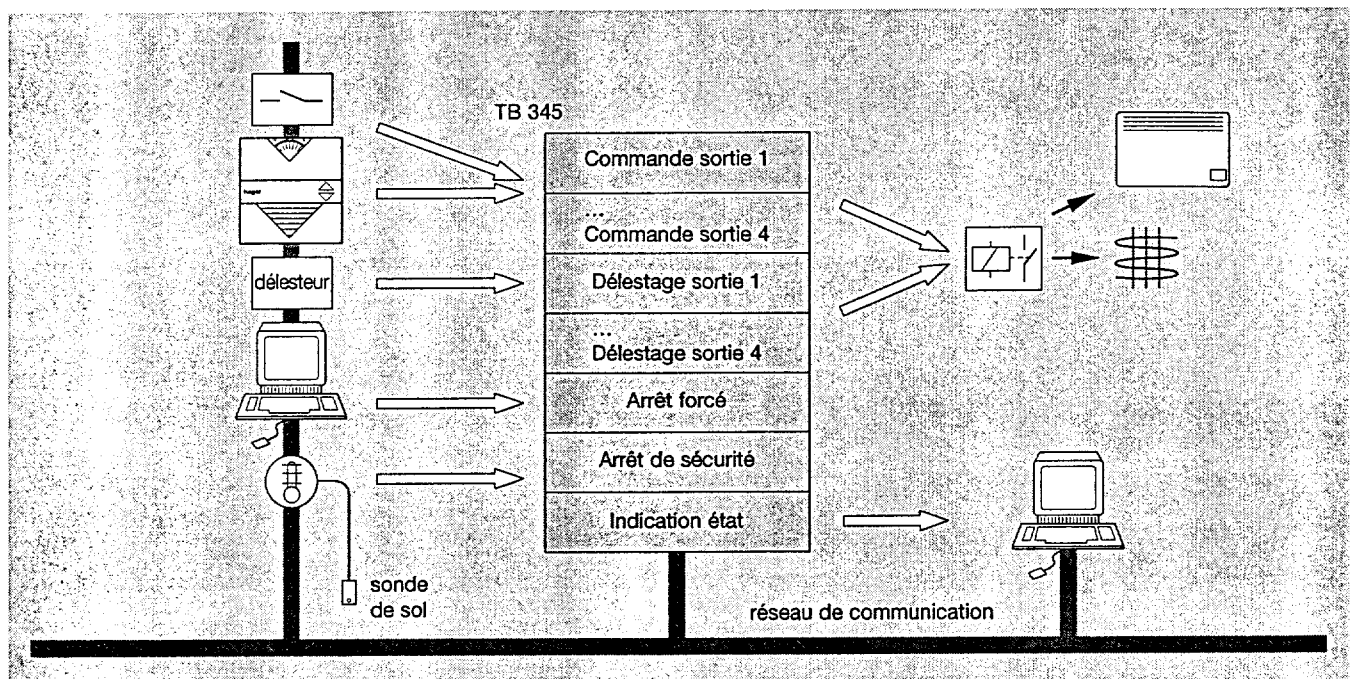 TB 345
hager
délesteur
sonde
de sol
Commande sortie 1
...
Commande sortie 4
Délestage sortie 1
...
Délestage sortie 4
Arrêt forcé
Arrêt de sécurité
Indication état
réseau de communication